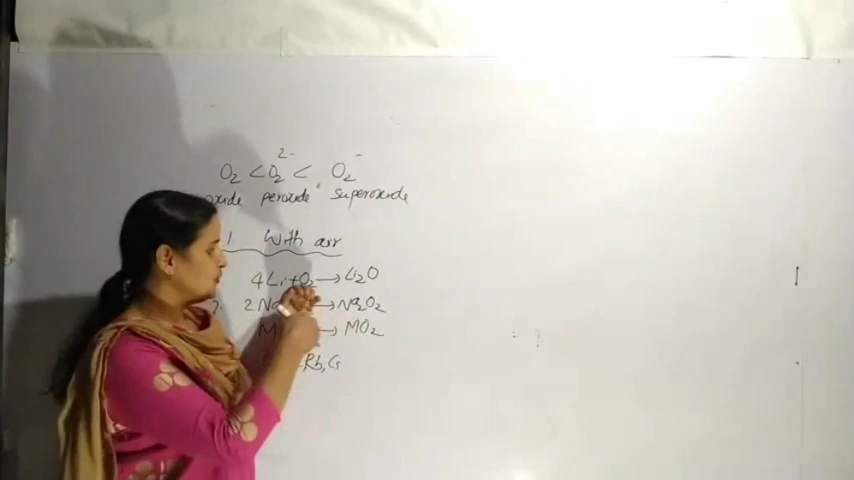 O₂ < O₂²⁻ < O₂⁻
oxide peroxide superoxide
1 With air
4Li + O₂ → Li₂O
2. 2Na → Na₂O₂
M → MO₂
Rb, Cs